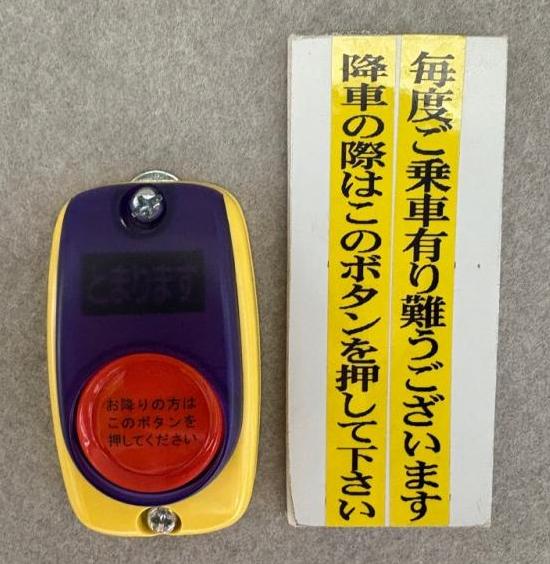 とまります
お降りの方は
このボタンを
押してください
毎度ご乗車有り難うございます
降車の際はこのボタンを押して下さい